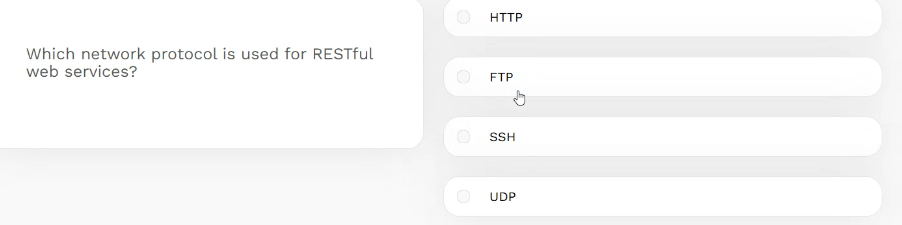 Which network protocol is used for RESTful
web services?
HTTP
FTP
SSH
UDP